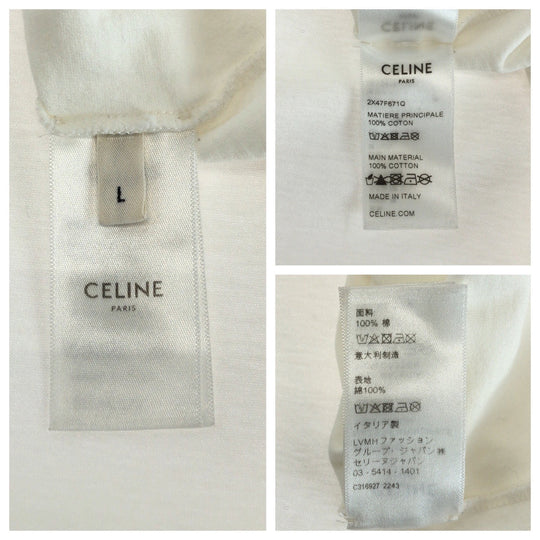 L
CELINE
PARIS
CELINE
PARIS
2X47F671Q
MATIERE PRINCIPALE
100% COTON
MAIN MATERIAL
100% COTTON
MADE IN ITALY
CELINE.COM
面料
100% 棉
意大利制造
表地
綿100%
イタリア製
LVMHファッション
グループ・ジャパン㈱
セリーヌジャパン
03-5414-1401
C316927 2243